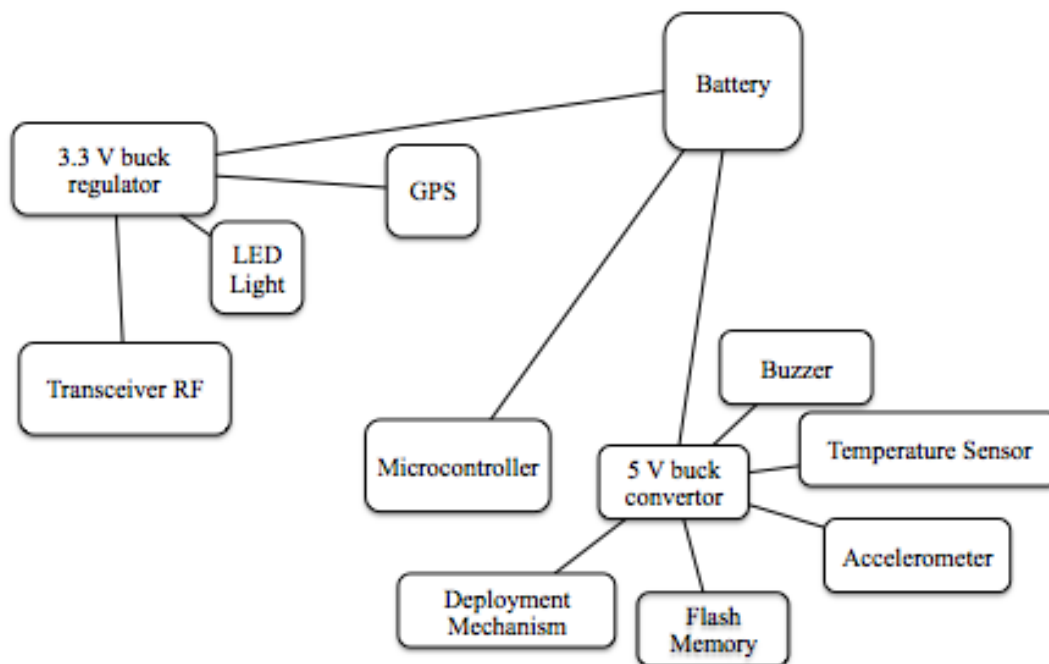 Battery
3.3 V buck
regulator
GPS
LED
Light
Transceiver RF
Buzzer
Microcontroller
5 V buck
convertor
Temperature Sensor
Accelerometer
Deployment
Mechanism
Flash
Memory